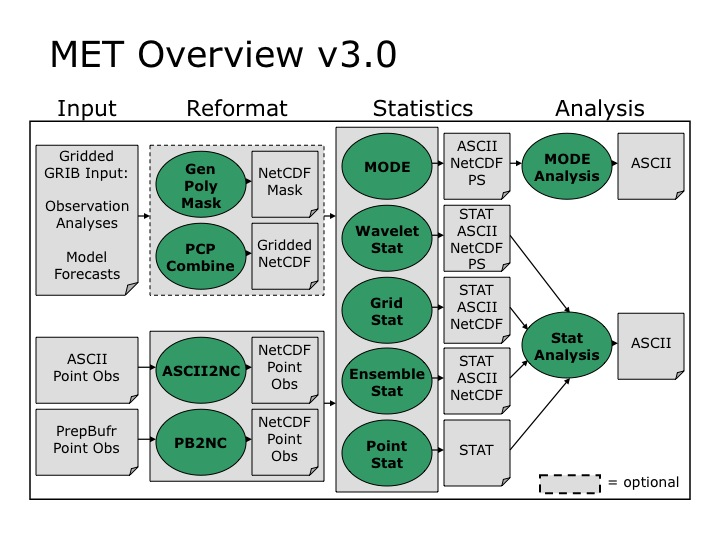 MET Overview v3.0
Input
Reformat
Statistics
Analysis
Gridded
GRIB Input:
Observation
Analyses
Model
Forecasts
Gen
Poly
Mask
NetCDF
Mask
PCP
Combine
Gridded
NetCDF
ASCII
Point Obs
ASCII2NC
NetCDF
Point
Obs
PrepBufr
Point Obs
PB2NC
NetCDF
Point
Obs
MODE
ASCII
NetCDF
PS
MODE
Analysis
ASCII
Wavelet
Stat
STAT
ASCII
NetCDF
PS
Grid
Stat
STAT
ASCII
NetCDF
Stat
Analysis
ASCII
Ensemble
Stat
STAT
ASCII
NetCDF
Point
Stat
STAT
= optional